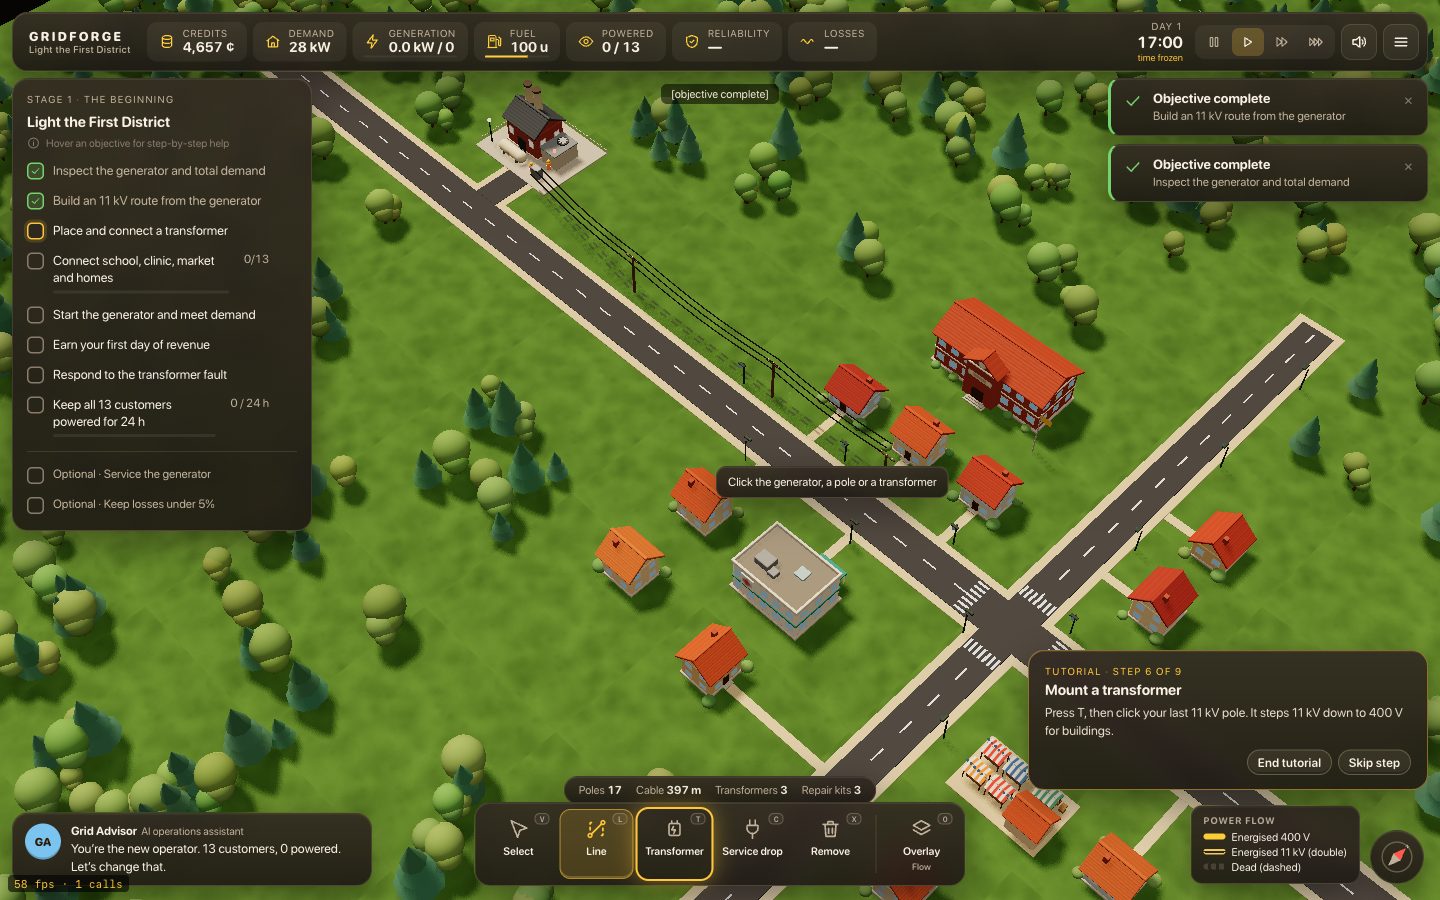 GRIDFORGE
Light the First District
CREDITS
4,657 ¢
DEMAND
28 kW
GENERATION
0.0 kW / 0
FUEL
100 u
POWERED
0 / 13
RELIABILITY
—
LOSSES
—
DAY 1
17:00
time frozen
STAGE 1 · THE BEGINNING
Light the First District
Hover an objective for step-by-step help
Inspect the generator and total demand
Build an 11 kV route from the generator
Place and connect a transformer
Connect school, clinic, market 0/13
and homes
Start the generator and meet demand
Earn your first day of revenue
Respond to the transformer fault
Keep all 13 customers 0 / 24 h
powered for 24 h
Optional · Service the generator
Optional · Keep losses under 5%
[objective complete]
Objective complete
Build an 11 kV route from the generator
Objective complete
Inspect the generator and total demand
Click the generator, a pole or a transformer
TUTORIAL · STEP 6 OF 9
Mount a transformer
Press T, then click your last 11 kV pole. It steps 11 kV down to 400 V
for buildings.
End tutorial
Skip step
Poles 17 Cable 397 m Transformers 3 Repair kits 3
V
Select
L
Line
T
Transformer
C
Service drop
X
Remove
O
Overlay
Flow
GA
Grid Advisor AI operations assistant
You're the new operator. 13 customers, 0 powered.
Let's change that.
58 fps · 1 calls
POWER FLOW
Energised 400 V
Energised 11 kV (double)
Dead (dashed)